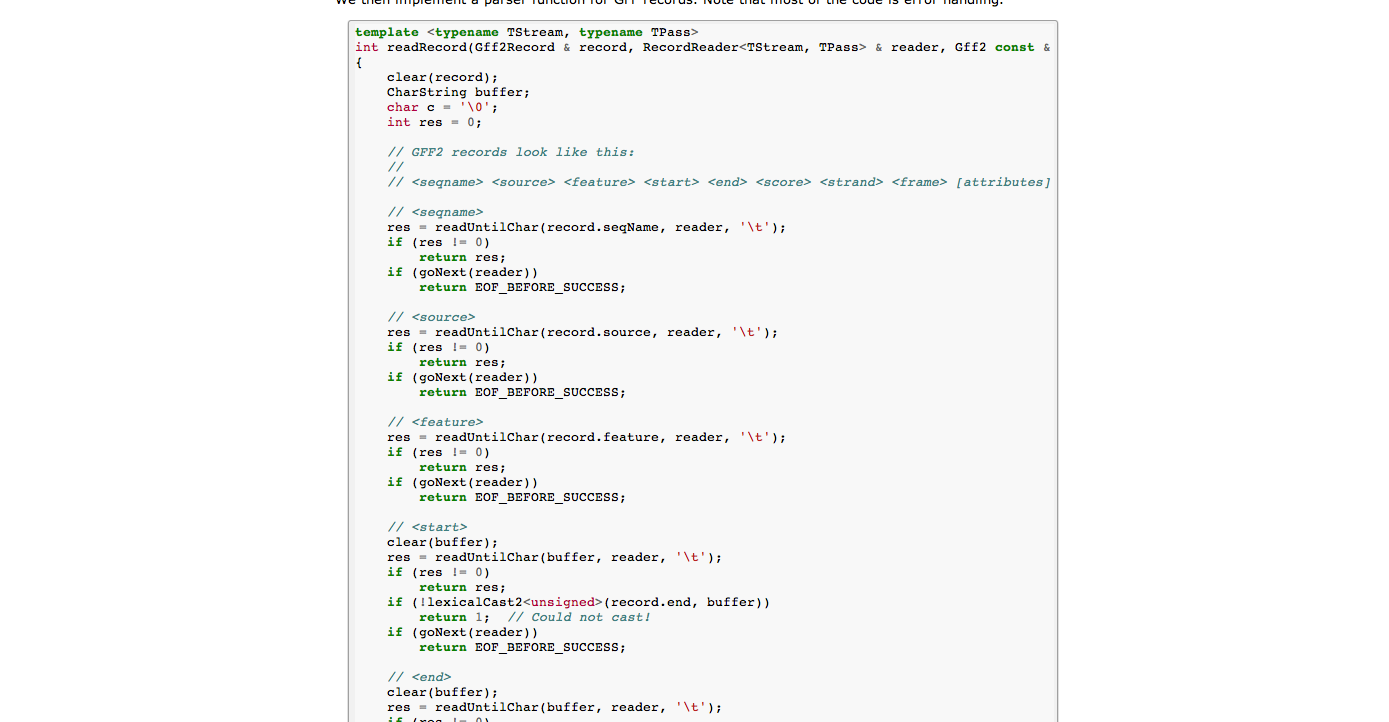 We then implement a parser function for GFF records. Note that most of the code is error handling.
template <typename TStream, typename TPass>
int readRecord(Gff2Record & record, RecordReader<TStream, TPass> & reader, Gff2 const &
{
    clear(record);
    CharString buffer;
    char c = '\0';
    int res = 0;

    // GFF2 records look like this:
    //
    // <seqname> <source> <feature> <start> <end> <score> <strand> <frame> [attributes]

    // <seqname>
    res = readUntilChar(record.seqName, reader, '\t');
    if (res != 0)
        return res;
    if (goNext(reader))
        return EOF_BEFORE_SUCCESS;

    // <source>
    res = readUntilChar(record.source, reader, '\t');
    if (res != 0)
        return res;
    if (goNext(reader))
        return EOF_BEFORE_SUCCESS;

    // <feature>
    res = readUntilChar(record.feature, reader, '\t');
    if (res != 0)
        return res;
    if (goNext(reader))
        return EOF_BEFORE_SUCCESS;

    // <start>
    clear(buffer);
    res = readUntilChar(buffer, reader, '\t');
    if (res != 0)
        return res;
    if (!lexicalCast2<unsigned>(record.end, buffer))
        return 1;  // Could not cast!
    if (goNext(reader))
        return EOF_BEFORE_SUCCESS;

    // <end>
    clear(buffer);
    res = readUntilChar(buffer, reader, '\t');
    if (res != 0)